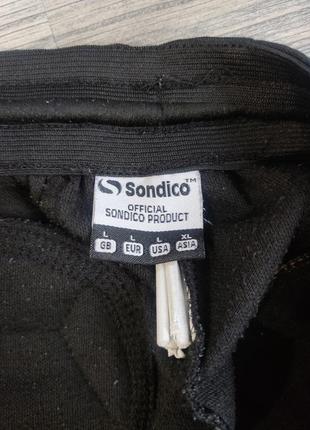 Sondico™
OFFICIAL
SONDICO PRODUCT
L L L XL
GB EUR USA ASIA